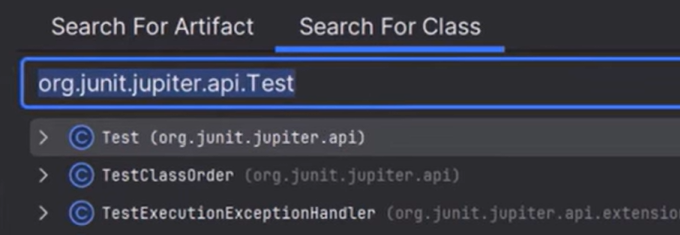 Search For Artifact Search For Class
org.junit.jupiter.api.Test
Test (org.junit.jupiter.api)
TestClassOrder (org.junit.jupiter.api)
TestExecutionExceptionHandler (org.junit.jupiter.api.extensio